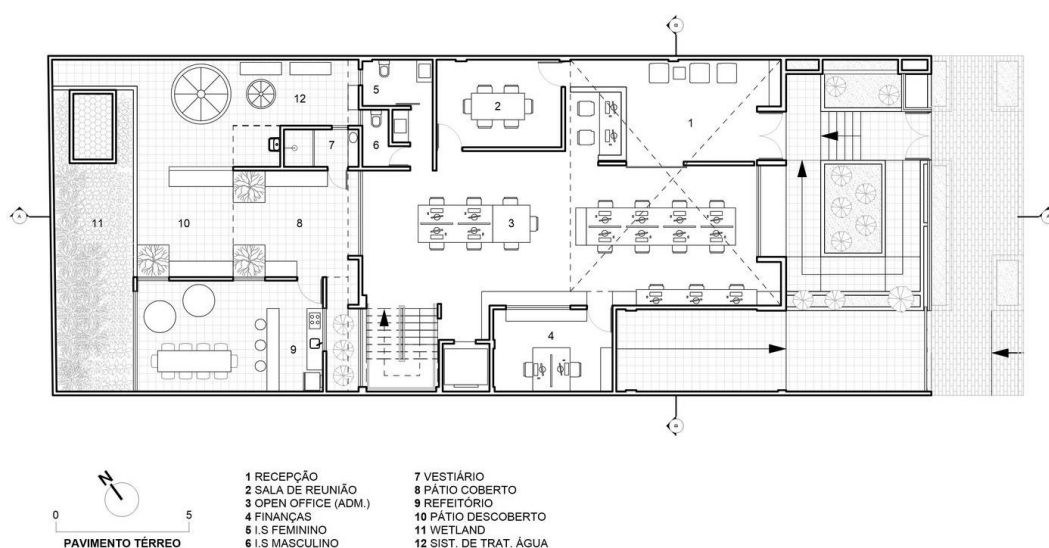 B
12
5
2
1
7
6
A
11
10
8
3
A
4
9
B
N
0 5
PAVIMENTO TÉRREO
1 RECEPÇÃO
2 SALA DE REUNIÃO
3 OPEN OFFICE (ADM.)
4 FINANÇAS
5 I.S FEMININO
6 I.S MASCULINO
7 VESTIÁRIO
8 PÁTIO COBERTO
9 REFEITÓRIO
10 PÁTIO DESCOBERTO
11 WETLAND
12 SIST. DE TRAT. ÁGUA